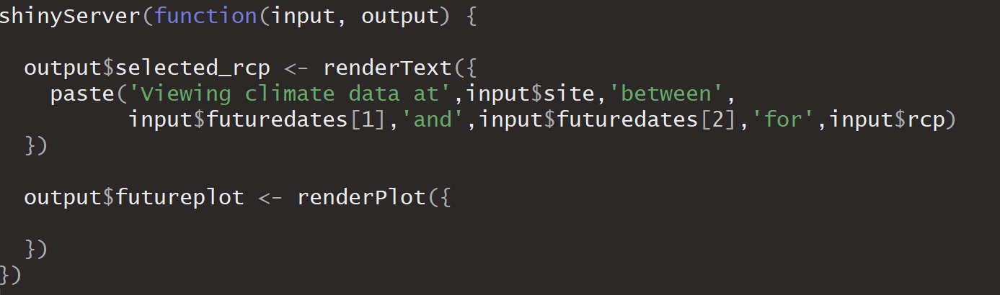 shinyServer(function(input, output) {
output$selected_rcp <- renderText({
paste('Viewing climate data at',input$site,'between',
input$futuredates[1],'and',input$futuredates[2],'for',input$rcp)
})
output$futureplot <- renderPlot({
})
})